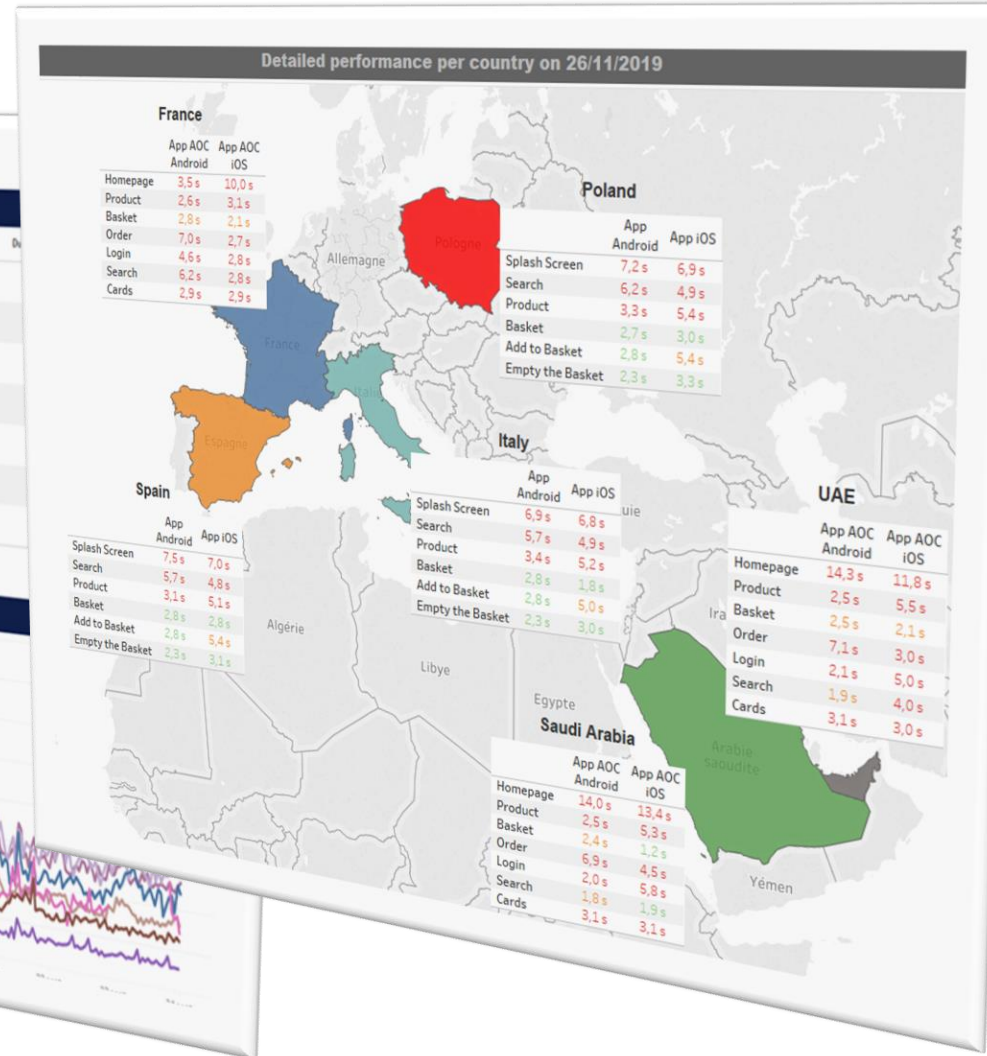 Detailed performance per country on 26/11/2019
France
App AOC Android App AOC iOS
Homepage 3,5 s 10,0 s
Product 2,6 s 3,1 s
Basket 2,8 s 2,1 s
Order 7,0 s 2,7 s
Login 4,6 s 2,8 s
Search 6,2 s 2,8 s
Cards 2,9 s 2,9 s
Poland
App Android App iOS
Splash Screen 7,2 s 6,9 s
Search 6,2 s 4,9 s
Product 3,3 s 5,4 s
Basket 2,7 s 3,0 s
Add to Basket 2,8 s 5,4 s
Empty the Basket 2,3 s 3,3 s
Pologne
Allemagne
France
Italie
Espagne
Italy
App Android App iOS
Splash Screen 6,9 s 6,8 s
Search 5,7 s 4,9 s
Product 3,4 s 5,2 s
Basket 2,8 s 1,8 s
Add to Basket 2,8 s 5,0 s
Empty the Basket 2,3 s 3,0 s
uie
Spain
App Android App iOS
Splash Screen 7,5 s 7,0 s
Search 5,7 s 4,8 s
Product 3,1 s 5,1 s
Basket 2,8 s 2,8 s
Add to Basket 2,8 s 5,4 s
Empty the Basket 2,3 s 3,1 s
UAE
App AOC Android App AOC iOS
Homepage 14,3 s 11,8 s
Product 2,5 s 5,5 s
Basket 2,5 s 2,1 s
Order 7,1 s 3,0 s
Login 2,1 s 5,0 s
Search 1,9 s 4,0 s
Cards 3,1 s 3,0 s
Algérie
Libye
Egypte
Ira
Saudi Arabia
App AOC Android App AOC iOS
Homepage 14,0 s 13,4 s
Product 2,5 s 5,3 s
Basket 2,4 s 1,2 s
Order 6,9 s 4,5 s
Login 2,0 s 5,8 s
Search 1,8 s 1,9 s
Cards 3,1 s 3,1 s
Arabie saoudite
Yémen